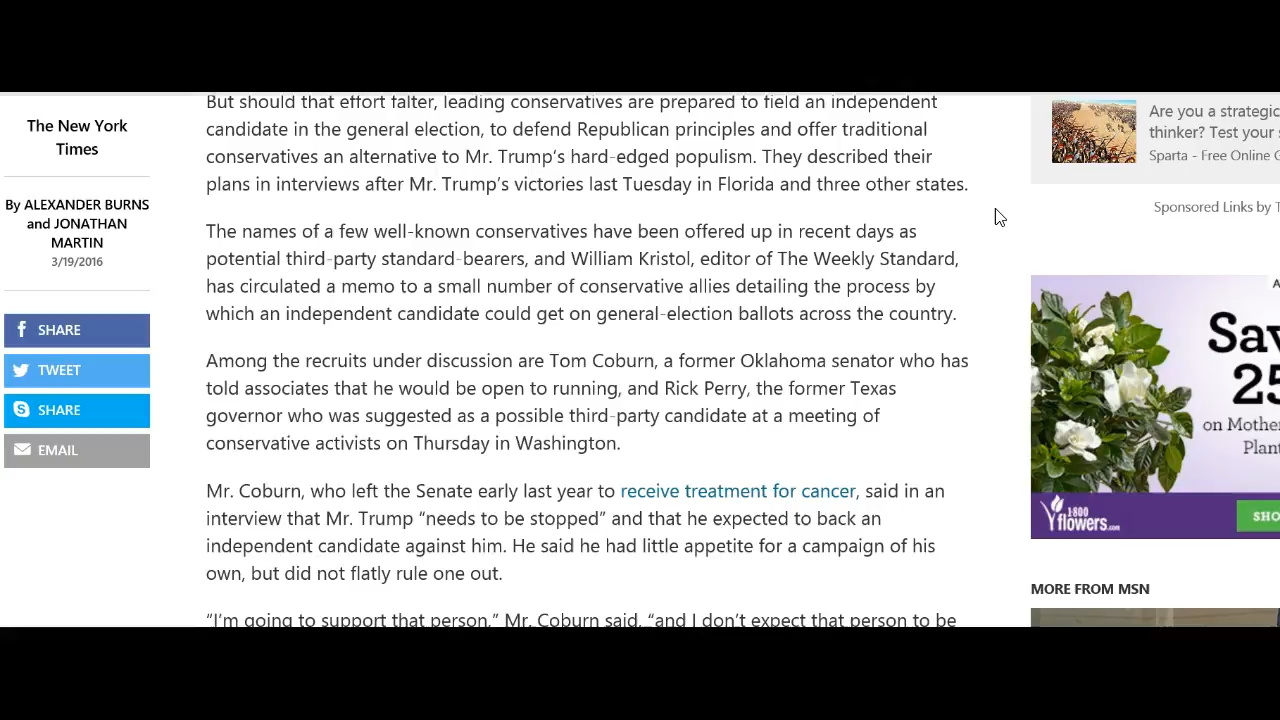 The New York
Times
By ALEXANDER BURNS
and JONATHAN
MARTIN
3/19/2016
SHARE
TWEET
SHARE
EMAIL
But should that effort falter, leading conservatives are prepared to field an independent
candidate in the general election, to defend Republican principles and offer traditional
conservatives an alternative to Mr. Trump's hard-edged populism. They described their
plans in interviews after Mr. Trump's victories last Tuesday in Florida and three other states.
The names of a few well-known conservatives have been offered up in recent days as
potential third-party standard-bearers, and William Kristol, editor of The Weekly Standard,
has circulated a memo to a small number of conservative allies detailing the process by
which an independent candidate could get on general-election ballots across the country.
Among the recruits under discussion are Tom Coburn, a former Oklahoma senator who has
told associates that he would be open to running, and Rick Perry, the former Texas
governor who was suggested as a possible third-party candidate at a meeting of
conservative activists on Thursday in Washington.
Mr. Coburn, who left the Senate early last year to receive treatment for cancer, said in an
interview that Mr. Trump “needs to be stopped” and that he expected to back an
independent candidate against him. He said he had little appetite for a campaign of his
own, but did not flatly rule one out.
“I'm going to support that person,” Mr. Coburn said, “and I don't expect that person to be
Are you a strategic
thinker? Test your
Sparta - Free Online
Sponsored Links by
Sav
25
on Mothe
Plan
1-800
flowers.com
SHO
MORE FROM MSN